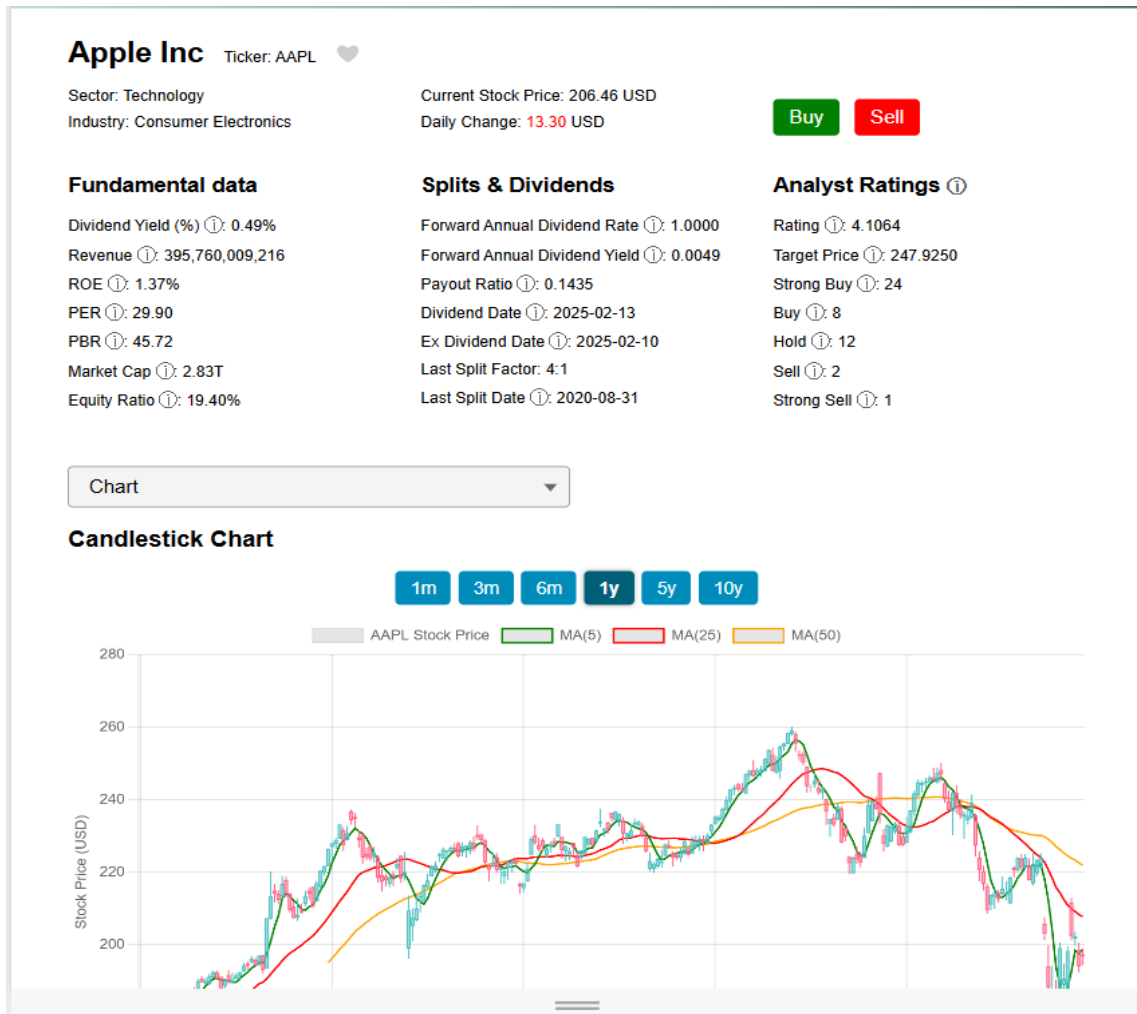 Apple Inc Ticker: AAPL
Sector: Technology
Industry: Consumer Electronics
Current Stock Price: 206.46 USD
Daily Change: 13.30 USD
Buy
Sell
Fundamental data
Dividend Yield (%) ⓘ: 0.49%
Revenue ⓘ: 395,760,009,216
ROE ⓘ: 1.37%
PER ⓘ: 29.90
PBR ⓘ: 45.72
Market Cap ⓘ: 2.83T
Equity Ratio ⓘ: 19.40%
Splits & Dividends
Forward Annual Dividend Rate ⓘ: 1.0000
Forward Annual Dividend Yield ⓘ: 0.0049
Payout Ratio ⓘ: 0.1435
Dividend Date ⓘ: 2025-02-13
Ex Dividend Date ⓘ: 2025-02-10
Last Split Factor: 4:1
Last Split Date ⓘ: 2020-08-31
Analyst Ratings ⓘ
Rating ⓘ: 4.1064
Target Price ⓘ: 247.9250
Strong Buy ⓘ: 24
Buy ⓘ: 8
Hold ⓘ: 12
Sell ⓘ: 2
Strong Sell ⓘ: 1
Chart
Candlestick Chart
1m 3m 6m 1y 5y 10y
AAPL Stock Price MA(5) MA(25) MA(50)
280
260
240
220
200
Stock Price (USD)